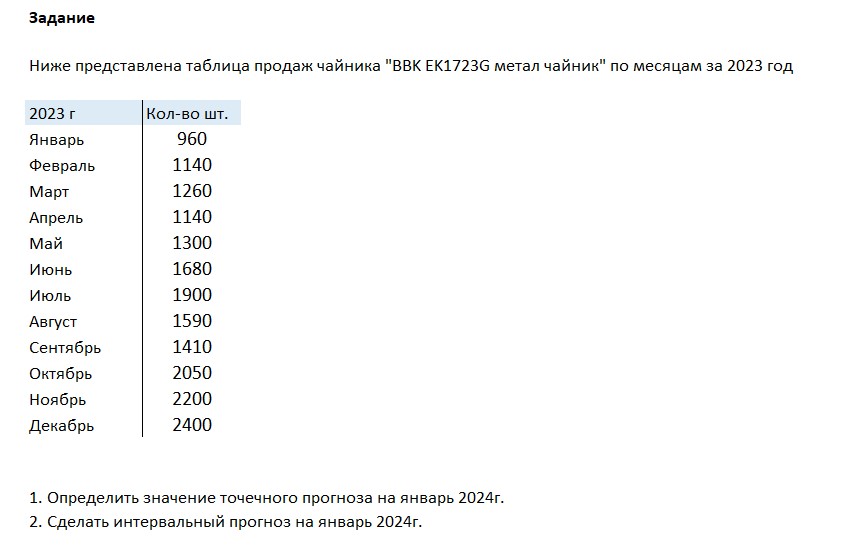 Задание
Ниже представлена таблица продаж чайника "BBK EK1723G метал чайник" по месяцам за 2023 год
2023 г Кол-во шт.
Январь 960
Февраль 1140
Март 1260
Апрель 1140
Май 1300
Июнь 1680
Июль 1900
Август 1590
Сентябрь 1410
Октябрь 2050
Ноябрь 2200
Декабрь 2400
1. Определить значение точечного прогноза на январь 2024г.
2. Сделать интервальный прогноз на январь 2024г.